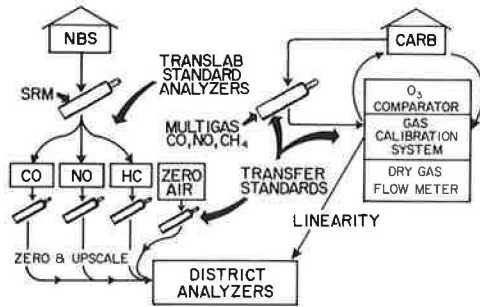 NBS
CARB
TRANSLAB
STANDARD
ANALYZERS
SRM
O₃
COMPARATOR
MULTIGAS
CO, NO, CH₄
GAS
CALIBRATION
SYSTEM
CO
NO
HC
ZERO
AIR
TRANSFER
STANDARDS
DRY GAS
FLOW METER
LINEARITY
ZERO & UPSCALE
DISTRICT
ANALYZERS